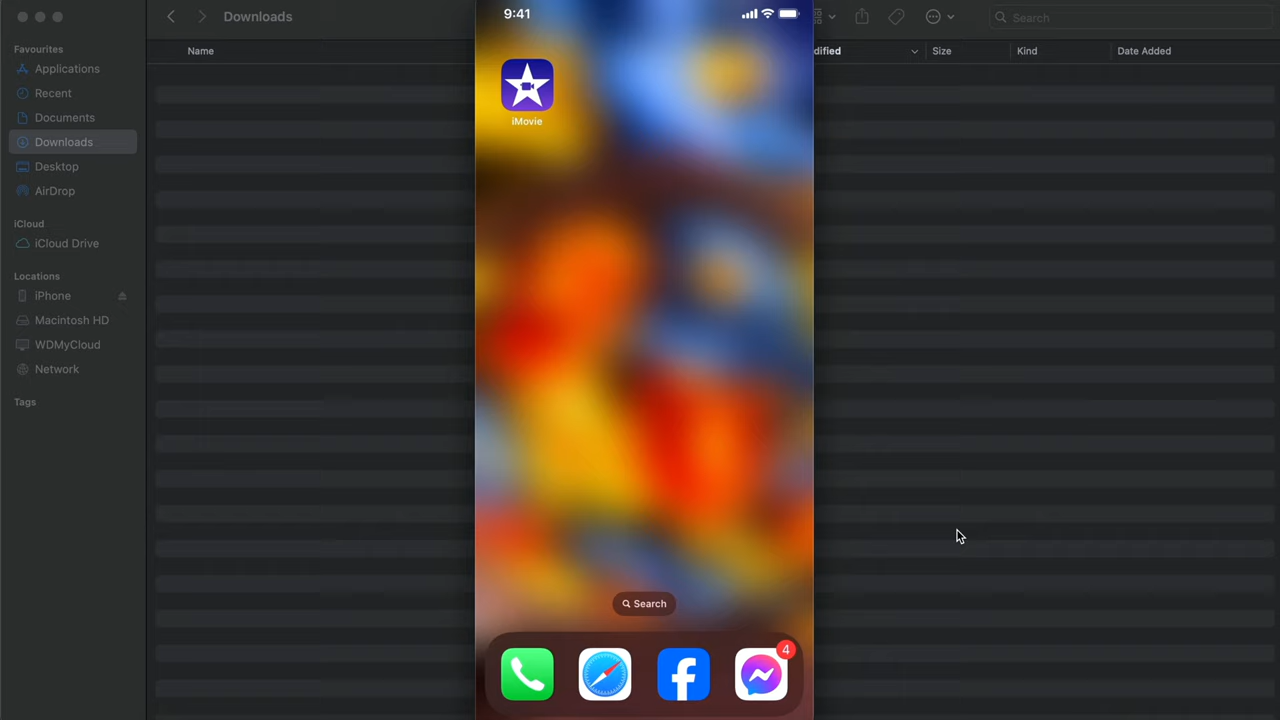 Downloads
Search
Name
dified
Size
Kind
Date Added
Favourites
Applications
Recent
Documents
Downloads
Desktop
AirDrop
iCloud
iCloud Drive
Locations
iPhone
Macintosh HD
WDMyCloud
Network
Tags
9:41
iMovie
Search
4